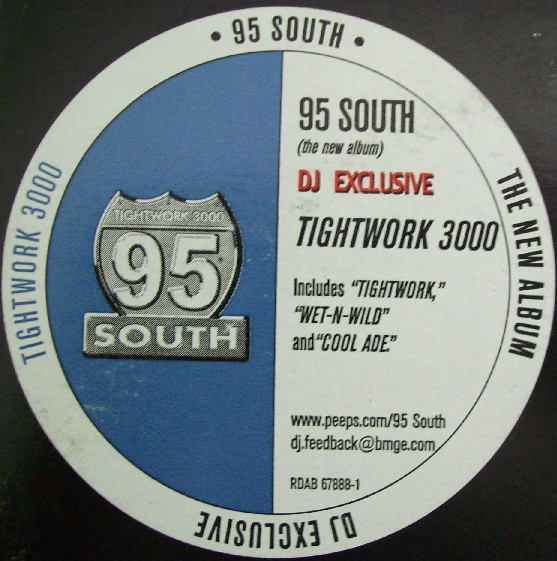 • 95 SOUTH •
THE NEW ALBUM
DJ EXCLUSIVE
TIGHTWORK 3000
TIGHTWORK 3000
95
SOUTH
95 SOUTH
(the new album)
DJ EXCLUSIVE
TIGHTWORK 3000
Includes "TIGHTWORK,"
"WET-N-WILD"
and "COOL ADE."
www.peeps.com/95 South
dj.feedback@bmge.com
RDAB 67888-1